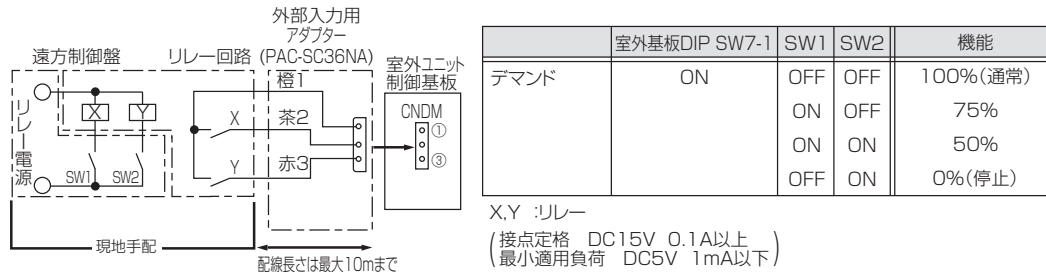 外部入力用
アダプター
(PAC-SC36NA)
遠方制御盤
リレー回路
室外ユニット
制御基板
橙1
CNDM
X
Y
X
茶2
①
リレー電源
Y
赤3
③
SW1
SW2
現地手配
配線長さは最大10mまで
室外基板DIP SW7-1 SW1 SW2 機能
デマンド ON OFF OFF 100%(通常)
ON OFF 75%
ON ON 50%
OFF ON 0%(停止)
X,Y :リレー
(接点定格 DC15V 0.1A以上
最小適用負荷 DC5V 1mA以下)